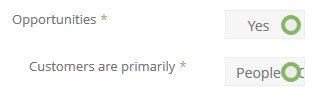 Opportunities * Yes
Customers are primarily * People